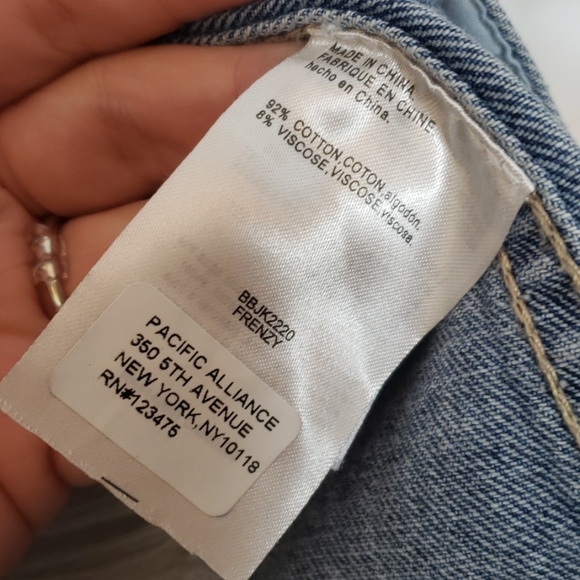 MADE IN CHINA.
FABRIQUE EN CHINE
hecho en China.
92% COTTON,COTON,algodón.
8% VISCOSE,VISCOSE,viscosa.
BBJK2220
FRENZY
PACIFIC ALLIANCE
350 5TH AVENUE
NEW YORK,NY10118
RN#123475